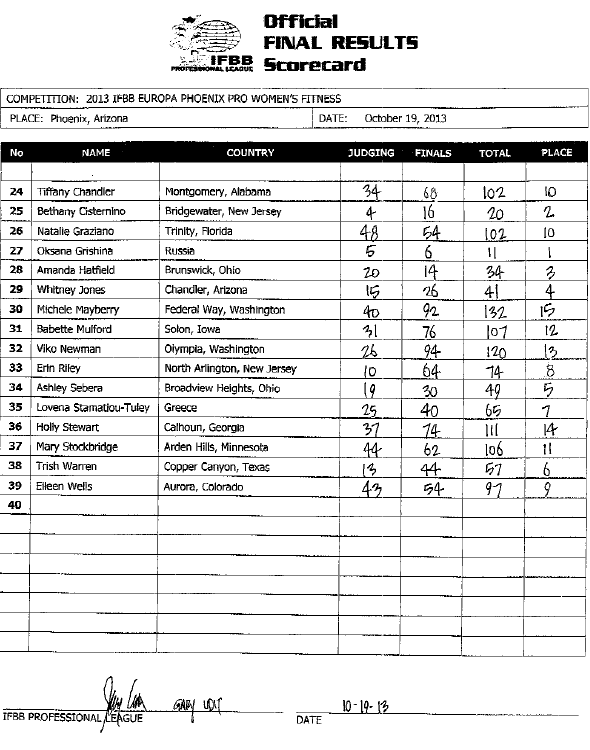 Official
FINAL RESULTS
Scorecard
IFBB
PROFESSIONAL LEAGUE
COMPETITION: 2013 IFBB EUROPA PHOENIX PRO WOMEN'S FITNESS
PLACE: Phoenix, Arizona DATE: October 19, 2013
No NAME COUNTRY JUDGING FINALS TOTAL PLACE
24 Tiffany Chandler Montgomery, Alabama 34 68 102 10
25 Bethany Cisternino Bridgewater, New Jersey 4 16 20 2
26 Natalie Graziano Trinity, Florida 48 54 102 10
27 Oksana Grishina Russia 5 6 11 1
28 Amanda Hatfield Brunswick, Ohio 20 14 34 3
29 Whitney Jones Chandler, Arizona 15 26 41 4
30 Michele Mayberry Federal Way, Washington 40 92 132 15
31 Babette Mulford Solon, Iowa 31 76 107 12
32 Viko Newman Olympia, Washington 26 94 120 13
33 Erin Riley North Arlington, New Jersey 10 64 74 8
34 Ashley Sebera Broadview Heights, Ohio 19 30 49 5
35 Lovena Stamatiou-Tuley Greece 25 40 65 7
36 Holly Stewart Calhoun, Georgia 37 74 111 14
37 Mary Stockbridge Arden Hills, Minnesota 44 62 106 11
38 Trish Warren Copper Canyon, Texas 13 44 57 6
39 Eileen Wells Aurora, Colorado 43 54 97 9
40
10-19-13
IFBB PROFESSIONAL LEAGUE DATE